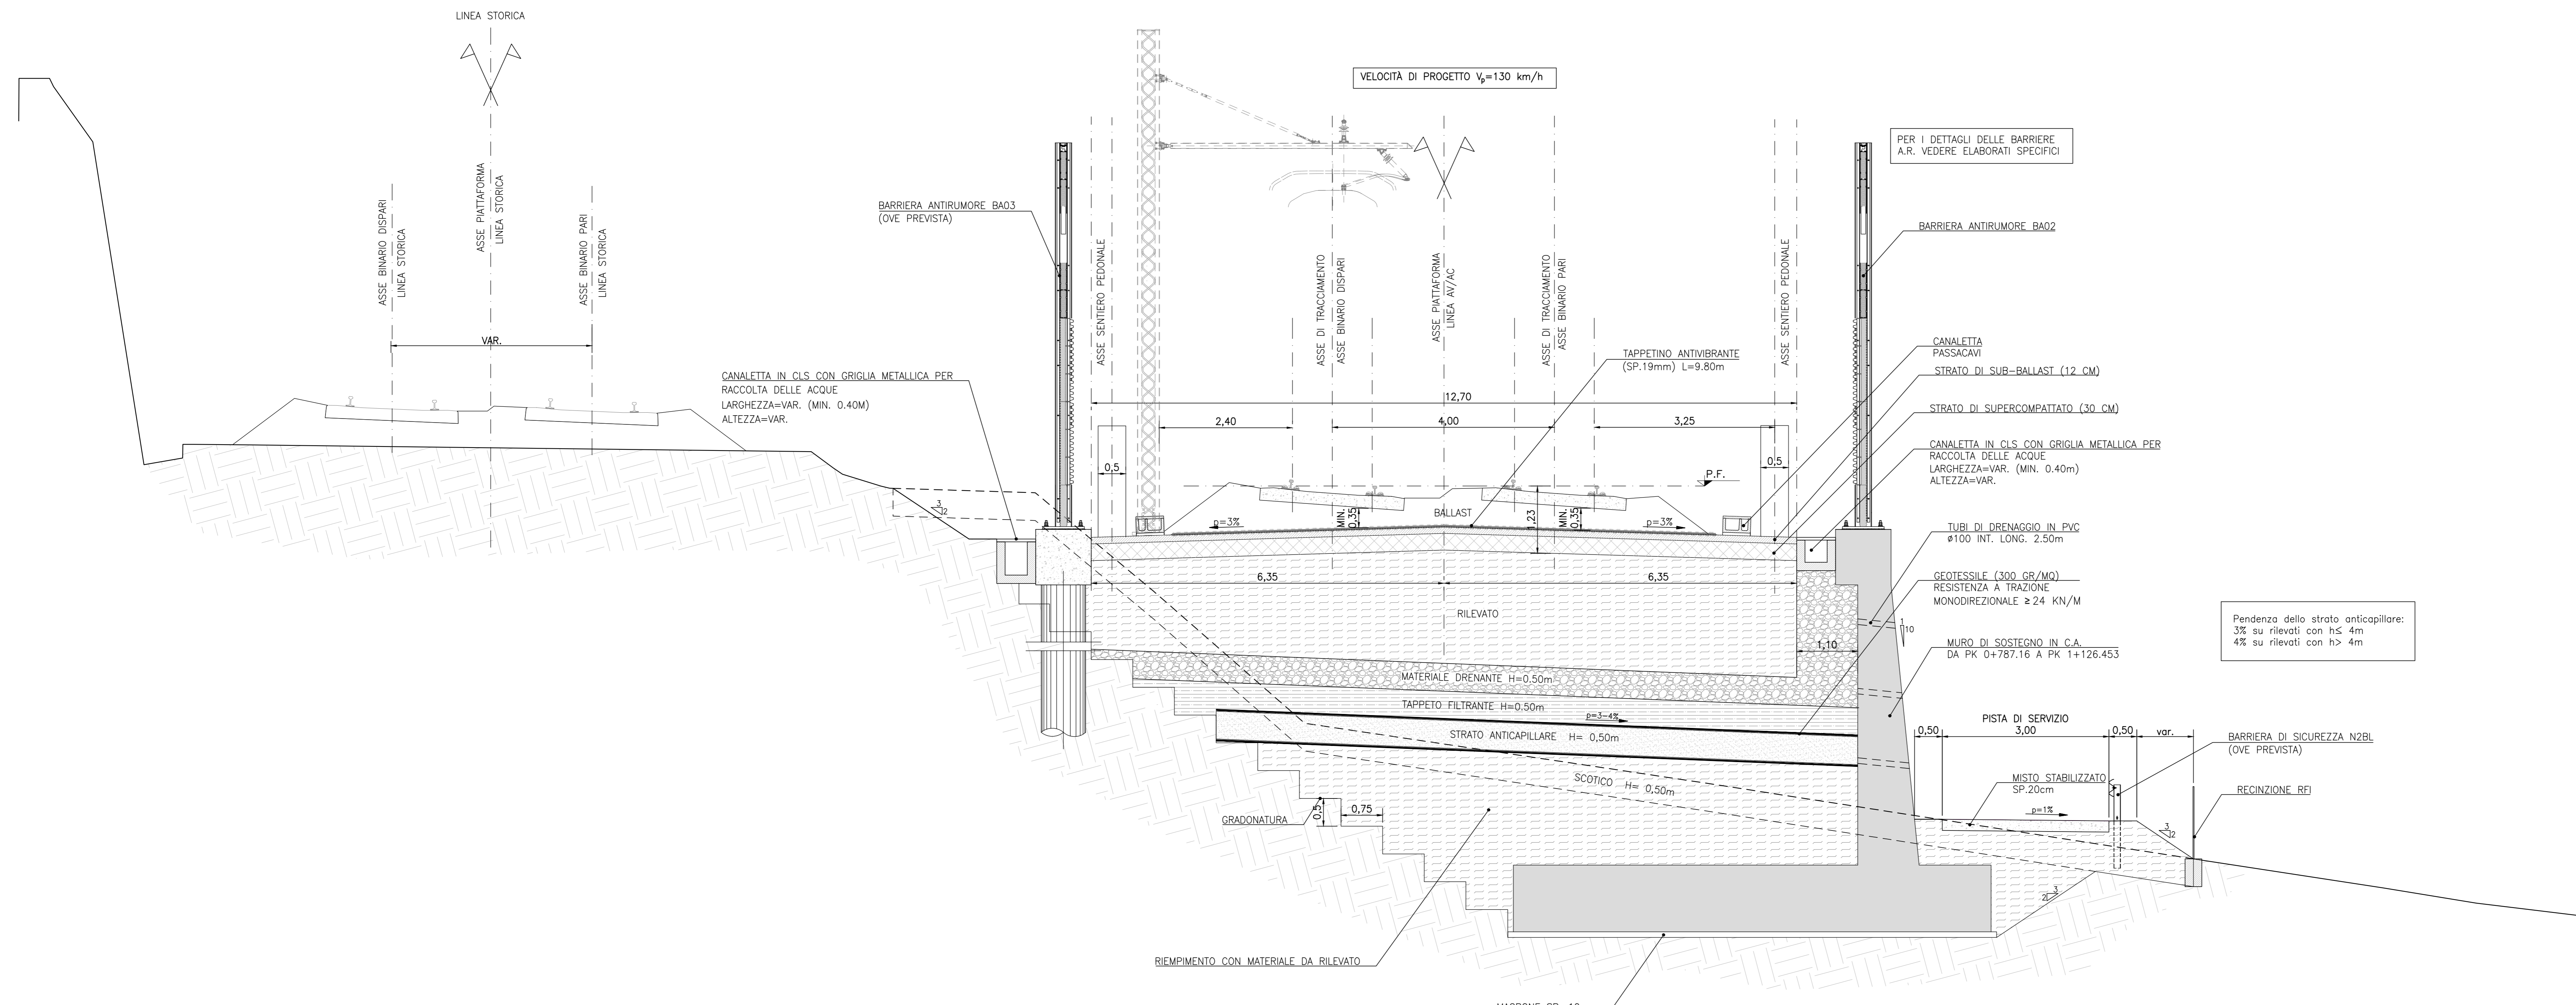 LINEA STORICA
VELOCITÀ DI PROGETTO Vp=130 km/h
PER I DETTAGLI DELLE BARRIERE
A.R. VEDERE ELABORATI SPECIFICI
ASSE BINARIO DISPARI
LINEA STORICA
ASSE PIATTAFORMA
LINEA STORICA
ASSE BINARIO PARI
LINEA STORICA
VAR.
BARRIERA ANTIRUMORE BA03
(OVE PREVISTA)
CANALETTA IN CLS CON GRIGLIA METALLICA PER
RACCOLTA DELLE ACQUE
LARGHEZZA=VAR. (MIN. 0.40M)
ALTEZZA=VAR.
ASSE SENTIERO PEDONALE
ASSE DI TRACCIAMENTO
ASSE BINARIO DISPARI
ASSE PIATTAFORMA
LINEA AV/AC
ASSE DI TRACCIAMENTO
ASSE BINARIO PARI
ASSE SENTIERO PEDONALE
BARRIERA ANTIRUMORE BA02
TAPPETINO ANTIVIBRANTE
(SP.19mm) L=9.80m
CANALETTA
PASSACAVI
STRATO DI SUB-BALLAST (12 CM)
STRATO DI SUPERCOMPATTATO (30 CM)
CANALETTA IN CLS CON GRIGLIA METALLICA PER
RACCOLTA DELLE ACQUE
LARGHEZZA=VAR. (MIN. 0.40m)
ALTEZZA=VAR.
12,70
2,40
4,00
3,25
0,5
0,5
P.F.
3
2
p=3%
MIN.
0,35
BALLAST
1,23
MIN.
0,35
p=3%
TUBI DI DRENAGGIO IN PVC
ø100 INT. LONG. 2.50m
GEOTESSILE (300 GR/MQ)
RESISTENZA A TRAZIONE
MONODIREZIONALE ≥ 24 KN/M
6,35
6,35
RILEVATO
1
10
1,10
MURO DI SOSTEGNO IN C.A.
DA PK 0+787.16 A PK 1+126.453
Pendenza dello strato anticapillare:
3% su rilevati con h≤ 4m
4% su rilevati con h> 4m
MATERIALE DRENANTE H=0.50m
TAPPETO FILTRANTE H=0.50m
p=3-4%
STRATO ANTICAPILLARE H= 0,50m
SCOTICO H= 0,50m
PISTA DI SERVIZIO
0,50
3,00
0,50
var.
BARRIERA DI SICUREZZA N2BL
(OVE PREVISTA)
MISTO STABILIZZATO
SP.20cm
RECINZIONE RFI
p=1%
3
2
GRADONATURA
0,5
0,75
3
2
RIEMPIMENTO CON MATERIALE DA RILEVATO